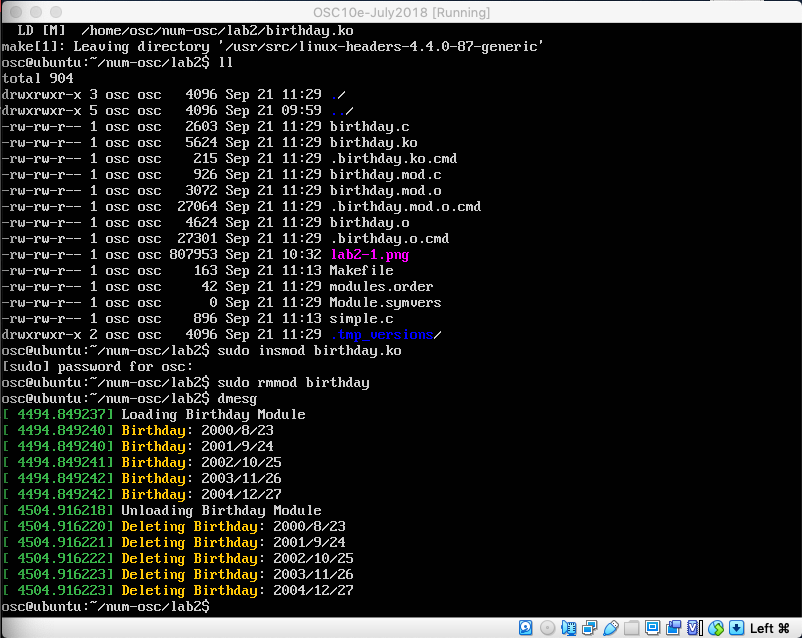 OSC10e-July2018 [Running]
  LD [M]  /home/osc/num-osc/lab2/birthday.ko
make[1]: Leaving directory '/usr/src/linux-headers-4.4.0-87-generic'
osc@ubuntu:~/num-osc/lab2$ ll
total 904
drwxrwxr-x 3 osc osc   4096 Sep 21 11:29 ./
drwxrwxr-x 5 osc osc   4096 Sep 21 09:59 ../
-rw-rw-r-- 1 osc osc   2603 Sep 21 11:29 birthday.c
-rw-rw-r-- 1 osc osc   5624 Sep 21 11:29 birthday.ko
-rw-rw-r-- 1 osc osc    215 Sep 21 11:29 .birthday.ko.cmd
-rw-rw-r-- 1 osc osc    926 Sep 21 11:29 birthday.mod.c
-rw-rw-r-- 1 osc osc   3072 Sep 21 11:29 birthday.mod.o
-rw-rw-r-- 1 osc osc  27064 Sep 21 11:29 .birthday.mod.o.cmd
-rw-rw-r-- 1 osc osc   4624 Sep 21 11:29 birthday.o
-rw-rw-r-- 1 osc osc  27301 Sep 21 11:29 .birthday.o.cmd
-rw-rw-r-- 1 osc osc 807953 Sep 21 10:32 lab2-1.png
-rw-rw-r-- 1 osc osc    163 Sep 21 11:13 Makefile
-rw-rw-r-- 1 osc osc     42 Sep 21 11:29 modules.order
-rw-rw-r-- 1 osc osc      0 Sep 21 11:29 Module.symvers
-rw-rw-r-- 1 osc osc    896 Sep 21 11:13 simple.c
drwxrwxr-x 2 osc osc   4096 Sep 21 11:29 .tmp_versions/
osc@ubuntu:~/num-osc/lab2$ sudo insmod birthday.ko
[sudo] password for osc:
osc@ubuntu:~/num-osc/lab2$ sudo rmmod birthday
osc@ubuntu:~/num-osc/lab2$ dmesg
[ 4494.849237] Loading Birthday Module
[ 4494.849240] Birthday: 2000/8/23
[ 4494.849240] Birthday: 2001/9/24
[ 4494.849241] Birthday: 2002/10/25
[ 4494.849242] Birthday: 2003/11/26
[ 4494.849242] Birthday: 2004/12/27
[ 4504.916218] Unloading Birthday Module
[ 4504.916220] Deleting Birthday: 2000/8/23
[ 4504.916221] Deleting Birthday: 2001/9/24
[ 4504.916222] Deleting Birthday: 2002/10/25
[ 4504.916223] Deleting Birthday: 2003/11/26
[ 4504.916223] Deleting Birthday: 2004/12/27
osc@ubuntu:~/num-osc/lab2$
Left ⌘